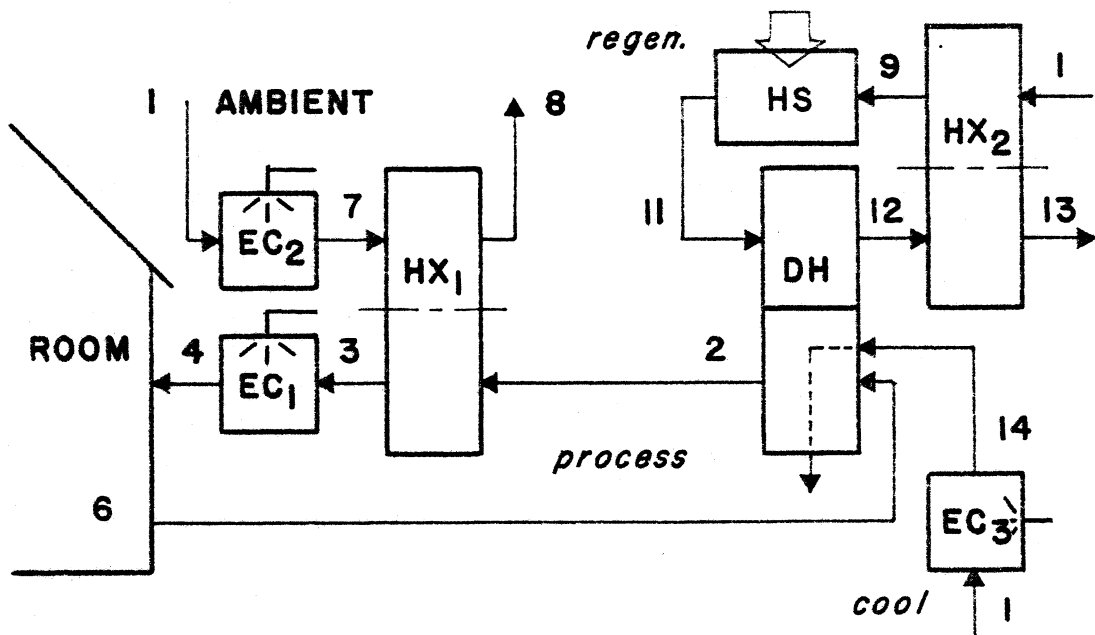 regen.
9
1
1 AMBIENT 8
HS
HX₂
7
11
12
13
EC₂
HX₁
DH
ROOM
4
3
2
EC₁
14
process
6
EC₃
cool
1